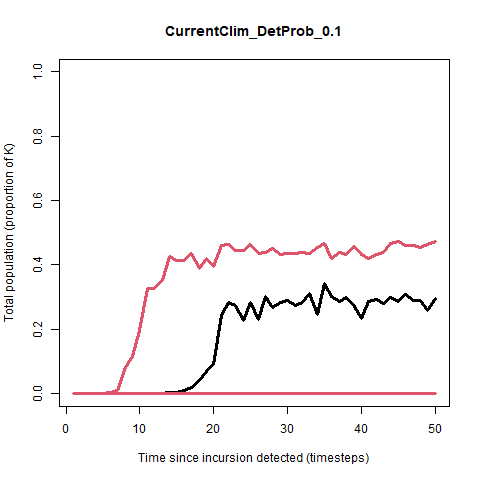 CurrentClim_DetProb_0.1
Total population (proportion of K)
1.0
0.8
0.6
0.4
0.2
0.0
0 10 20 30 40 50
Time since incursion detected (timesteps)